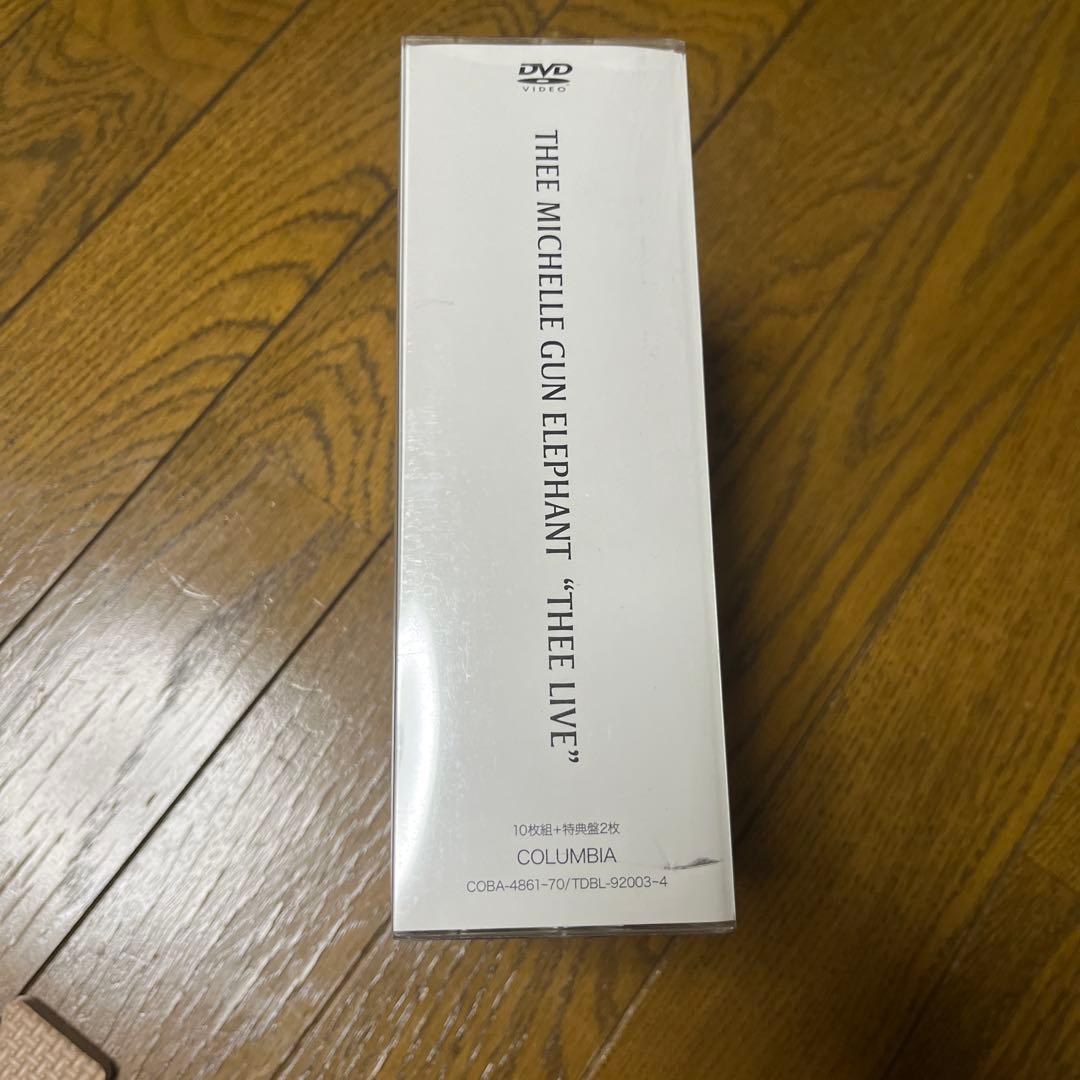 DVD
VIDEO
THEE MICHELLE GUN ELEPHANT “THEE LIVE”
10枚組+特典盤2枚
COLUMBIA
COBA-4861-70/TDBL-92003-4